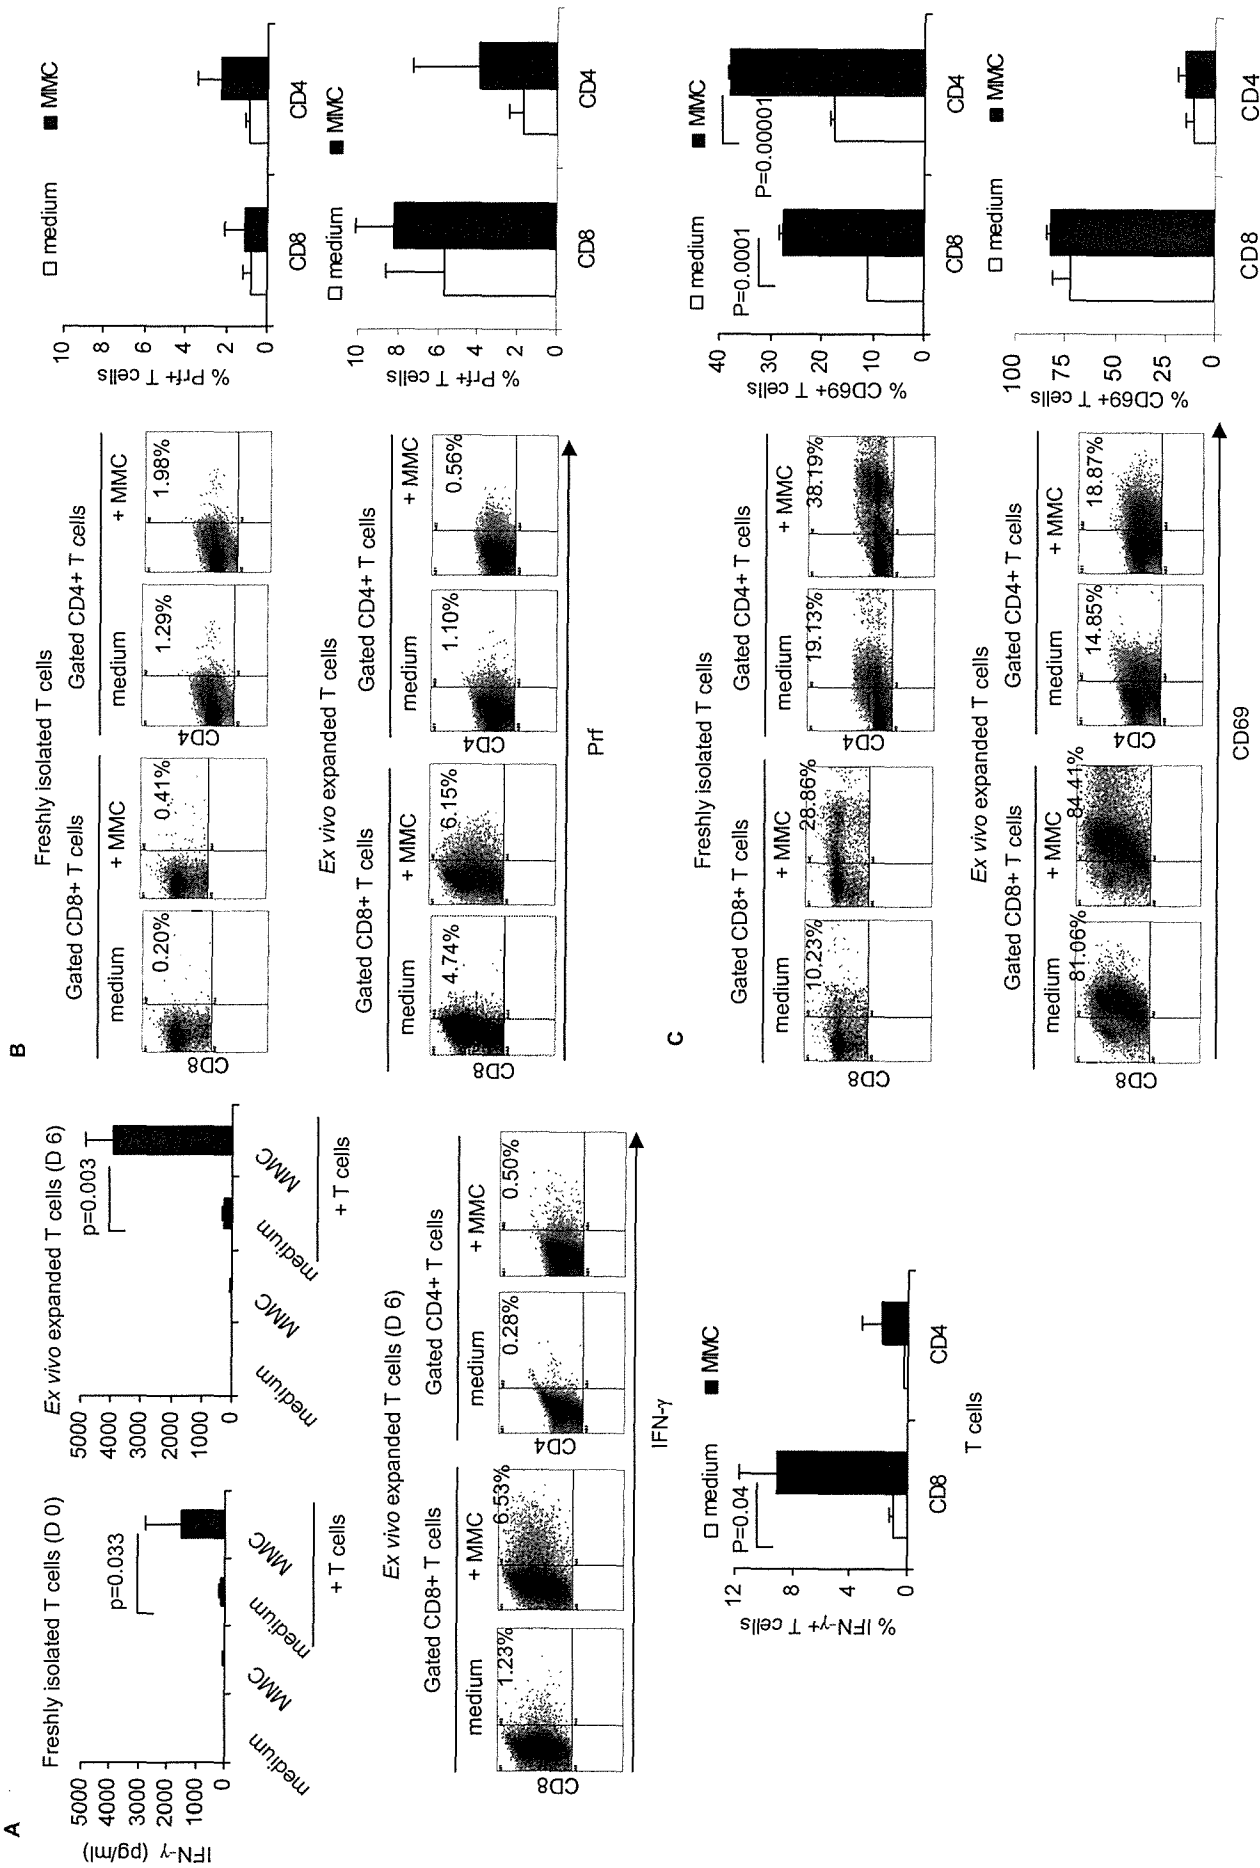 A
Freshly isolated T cells (D 0)
IFN-γ (pg/ml)
5000
4000
3000
2000
1000
0
p=0.033
medium
MMC
medium
MMC
+ T cells
Ex vivo expanded T cells (D 6)
5000
4000
3000
2000
1000
0
p=0.003
medium
MMC
medium
MMC
+ T cells
Ex vivo expanded T cells (D 6)
Gated CD8+ T cells
Gated CD4+ T cells
medium
+ MMC
medium
+ MMC
CD8
1.23%
6.53%
CD4
0.28%
0.50%
IFN-γ
medium
MMC
% IFN-γ+ T cells
12
8
4
0
P=0.04
CD8
CD4
T cells
B
Freshly isolated T cells
Gated CD8+ T cells
Gated CD4+ T cells
medium
+ MMC
medium
+ MMC
CD8
0.20%
0.41%
CD4
1.29%
1.98%
medium
MMC
% Prf+ T cells
10
8
6
4
2
0
CD8
CD4
Ex vivo expanded T cells
Gated CD8+ T cells
Gated CD4+ T cells
medium
+ MMC
medium
+ MMC
CD8
4.74%
6.15%
CD4
1.10%
0.56%
Prf
medium
MMC
% Prf+ T cells
10
8
6
4
2
0
CD8
CD4
C
Freshly isolated T cells
Gated CD8+ T cells
Gated CD4+ T cells
medium
+ MMC
medium
+ MMC
CD8
10.23%
28.86%
CD4
19.13%
38.19%
medium
MMC
% CD69+ T cells
40
30
20
10
0
P=0.0001
P=0.00001
CD8
CD4
Ex vivo expanded T cells
Gated CD8+ T cells
Gated CD4+ T cells
medium
+ MMC
medium
+ MMC
CD8
81.06%
84.41%
CD4
14.85%
18.87%
CD69
medium
MMC
% CD69+ T cells
100
75
50
25
0
CD8
CD4